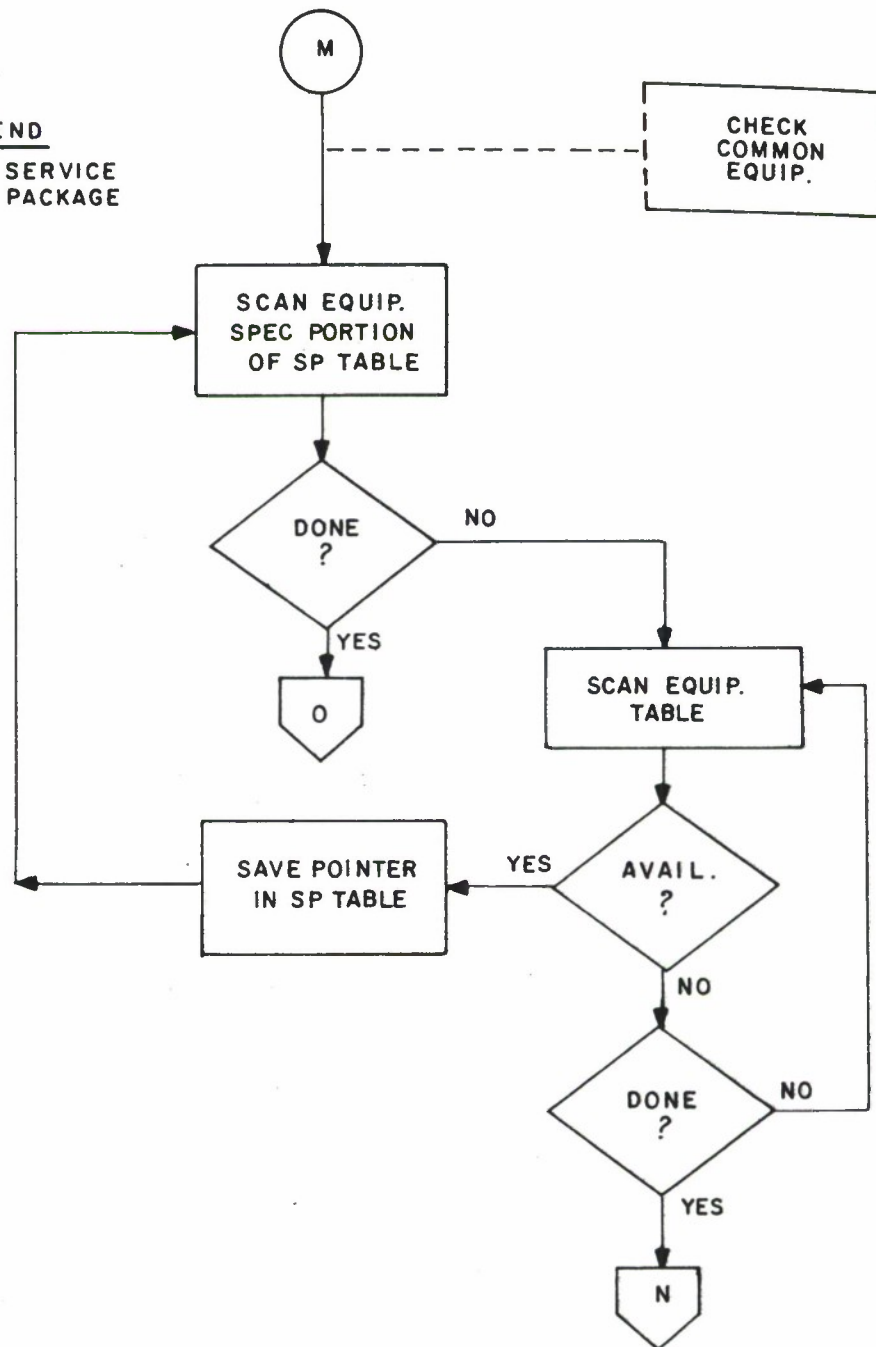 M
END
SERVICE
PACKAGE
CHECK
COMMON
EQUIP.
SCAN EQUIP.
SPEC PORTION
OF SP TABLE
DONE
?
NO
YES
O
SCAN EQUIP.
TABLE
SAVE POINTER
IN SP TABLE
YES
AVAIL.
?
NO
DONE
?
NO
YES
N